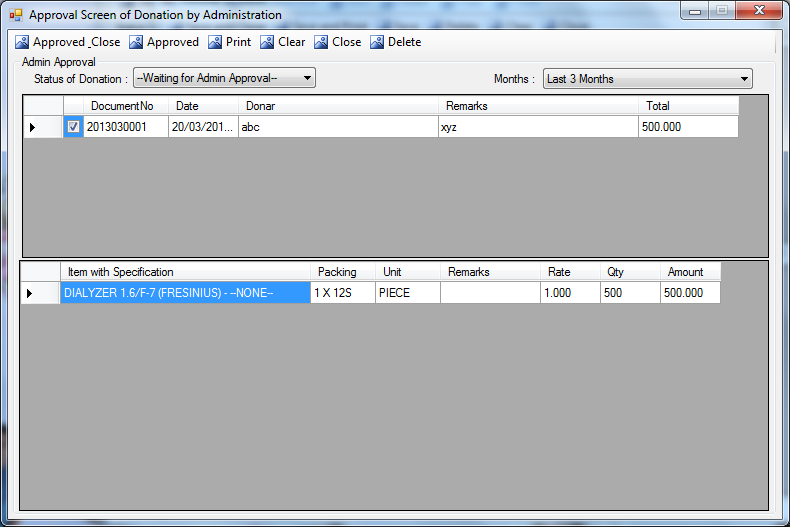 Approval Screen of Donation by Administration
Approved _Close Approved Print Clear Close Delete
Admin Approval
Status of Donation : --Waiting for Admin Approval-- Months : Last 3 Months
DocumentNo Date Donar Remarks Total
2013030001 20/03/201... abc xyz 500.000
Item with Specification Packing Unit Remarks Rate Qty Amount
DIALYZER 1.6/F-7 (FRESINIUS) - --NONE-- 1 X 12S PIECE 1.000 500 500.000